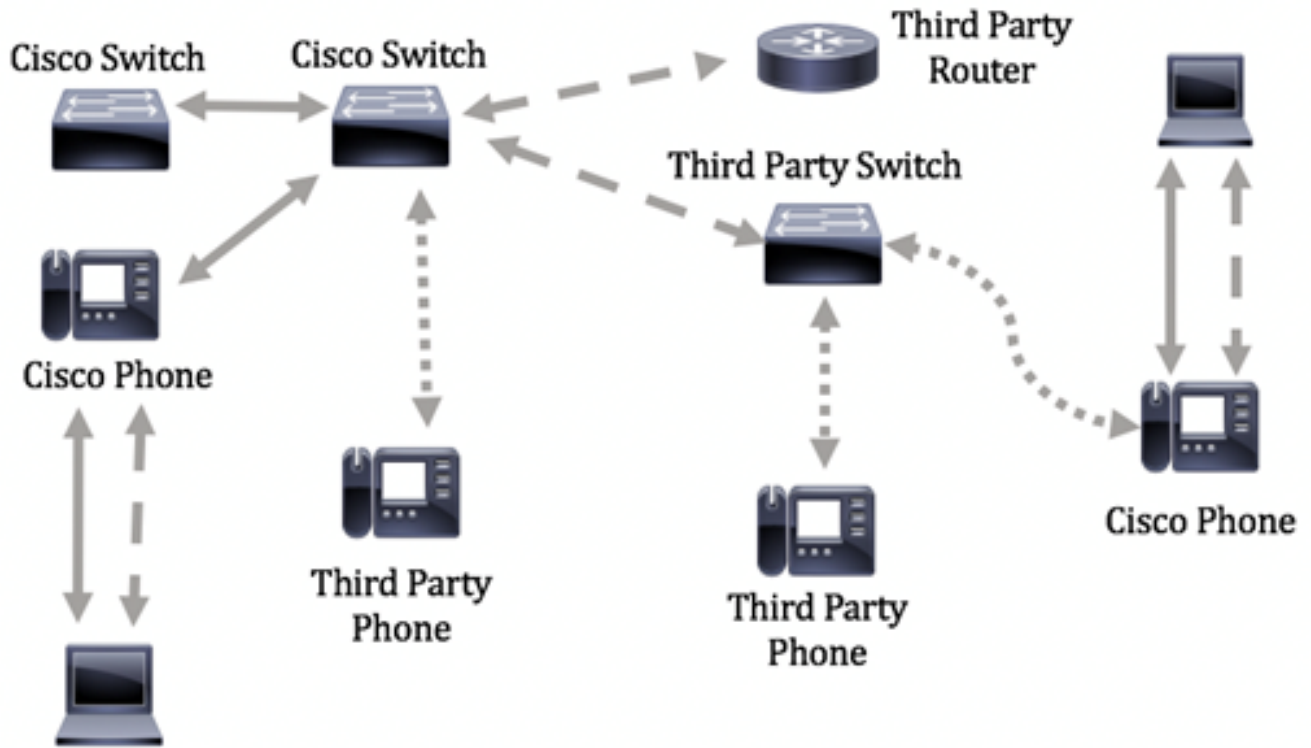 Cisco Switch
Cisco Switch
Third Party
Router
Third Party Switch
Cisco Phone
Third Party
Phone
Third Party
Phone
Cisco Phone